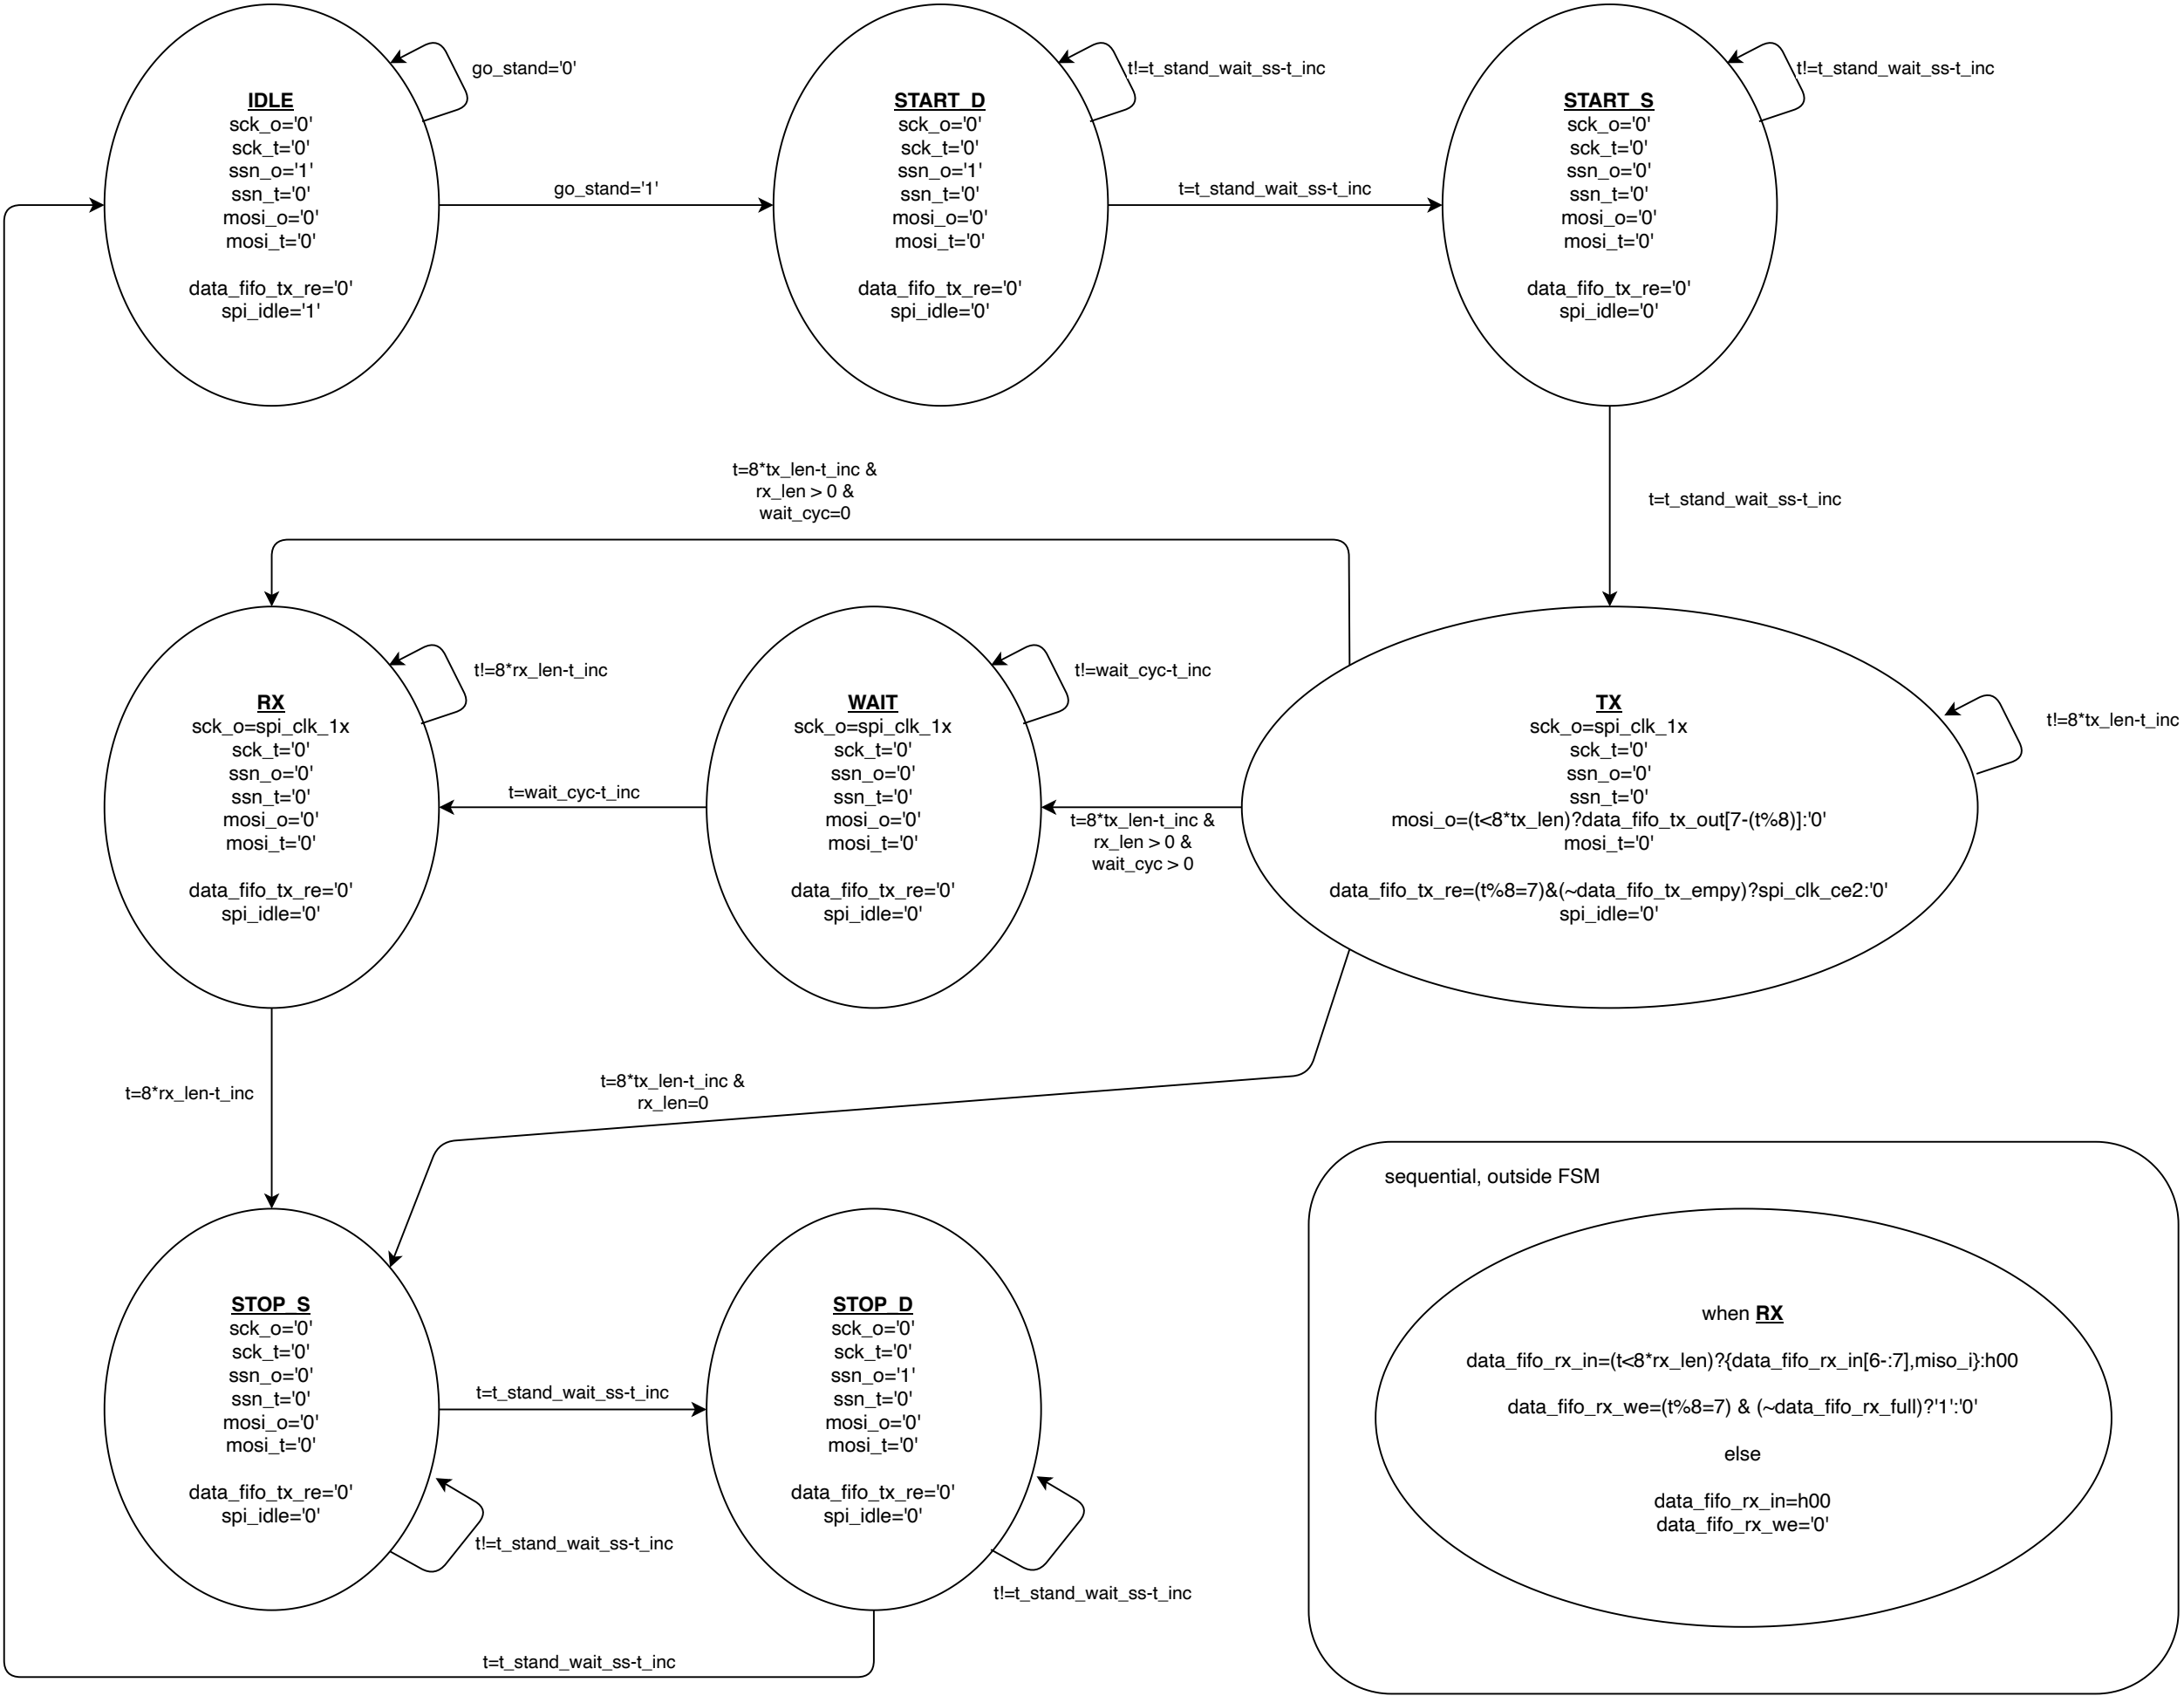 IDLE
sck_o='0'
sck_t='0'
ssn_o='1'
ssn_t='0'
mosi_o='0'
mosi_t='0'
data_fifo_tx_re='0'
spi_idle='1'
go_stand='0'
go_stand='1'
START_D
sck_o='0'
sck_t='0'
ssn_o='1'
ssn_t='0'
mosi_o='0'
mosi_t='0'
data_fifo_tx_re='0'
spi_idle='0'
t!=t_stand_wait_ss-t_inc
t=t_stand_wait_ss-t_inc
START_S
sck_o='0'
sck_t='0'
ssn_o='0'
ssn_t='0'
mosi_o='0'
mosi_t='0'
data_fifo_tx_re='0'
spi_idle='0'
t!=t_stand_wait_ss-t_inc
t=t_stand_wait_ss-t_inc
t=8*tx_len-t_inc &
rx_len > 0 &
wait_cyc=0
RX
sck_o=spi_clk_1x
sck_t='0'
ssn_o='0'
ssn_t='0'
mosi_o='0'
mosi_t='0'
data_fifo_tx_re='0'
spi_idle='0'
t!=8*rx_len-t_inc
t=wait_cyc-t_inc
WAIT
sck_o=spi_clk_1x
sck_t='0'
ssn_o='0'
ssn_t='0'
mosi_o='0'
mosi_t='0'
data_fifo_tx_re='0'
spi_idle='0'
t!=wait_cyc-t_inc
t=8*tx_len-t_inc &
rx_len > 0 &
wait_cyc > 0
TX
sck_o=spi_clk_1x
sck_t='0'
ssn_o='0'
ssn_t='0'
mosi_o=(t<8*tx_len)?data_fifo_tx_out[7-(t%8)]:'0'
mosi_t='0'
data_fifo_tx_re=(t%8=7)&(~data_fifo_tx_empy)?spi_clk_ce2:'0'
spi_idle='0'
t!=8*tx_len-t_inc
t=8*rx_len-t_inc
t=8*tx_len-t_inc &
rx_len=0
STOP_S
sck_o='0'
sck_t='0'
ssn_o='0'
ssn_t='0'
mosi_o='0'
mosi_t='0'
data_fifo_tx_re='0'
spi_idle='0'
t!=t_stand_wait_ss-t_inc
t=t_stand_wait_ss-t_inc
STOP_D
sck_o='0'
sck_t='0'
ssn_o='1'
ssn_t='0'
mosi_o='0'
mosi_t='0'
data_fifo_tx_re='0'
spi_idle='0'
t!=t_stand_wait_ss-t_inc
t=t_stand_wait_ss-t_inc
sequential, outside FSM
when RX
data_fifo_rx_in=(t<8*rx_len)?{data_fifo_rx_in[6-:7],miso_i}:h00
data_fifo_rx_we=(t%8=7) & (~data_fifo_rx_full)?'1':'0'
else
data_fifo_rx_in=h00
data_fifo_rx_we='0'